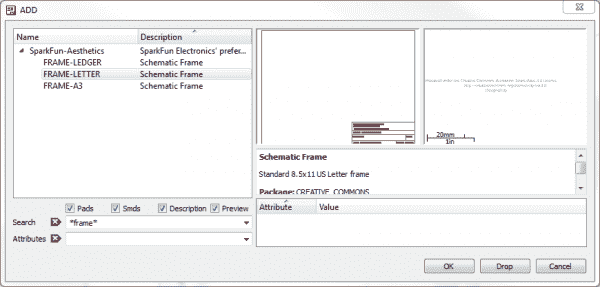 ADD
Name Description
SparkFun-Aesthetics SparkFun Electronics' prefer...
FRAME-LEDGER Schematic Frame
FRAME-LETTER Schematic Frame
FRAME-A3 Schematic Frame
20mm
1in
Schematic Frame
Standard 8.5x11 US Letter frame
Package: CREATIVE_COMMONS
Pads Smds Description Preview
Search *frame*
Attributes
Attribute Value
OK Drop Cancel